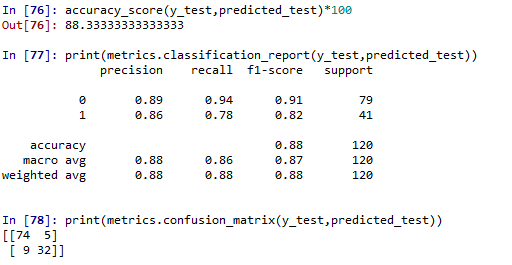 In [76]: accuracy_score(y_test,predicted_test)*100
Out[76]: 88.33333333333333
In [77]: print(metrics.classification_report(y_test,predicted_test))
precision recall f1-score support
0 0.89 0.94 0.91 79
1 0.86 0.78 0.82 41
accuracy 0.88 120
macro avg 0.88 0.86 0.87 120
weighted avg 0.88 0.88 0.88 120
In [78]: print(metrics.confusion_matrix(y_test,predicted_test))
[[74 5]
[ 9 32]]